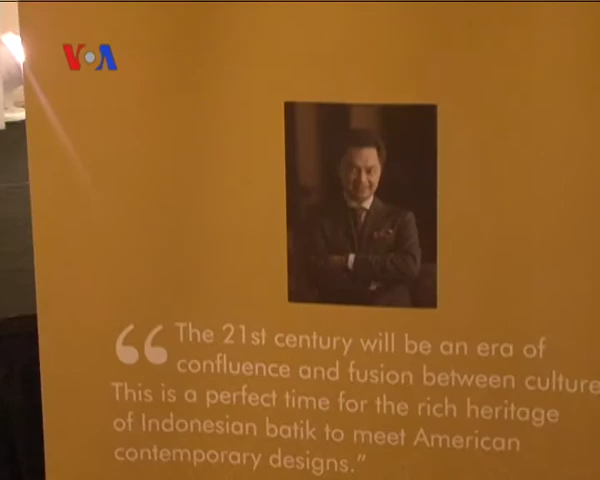 VOA
“The 21st century will be an era of
confluence and fusion between culture
This is a perfect time for the rich heritage
of Indonesian batik to meet American
contemporary designs.”